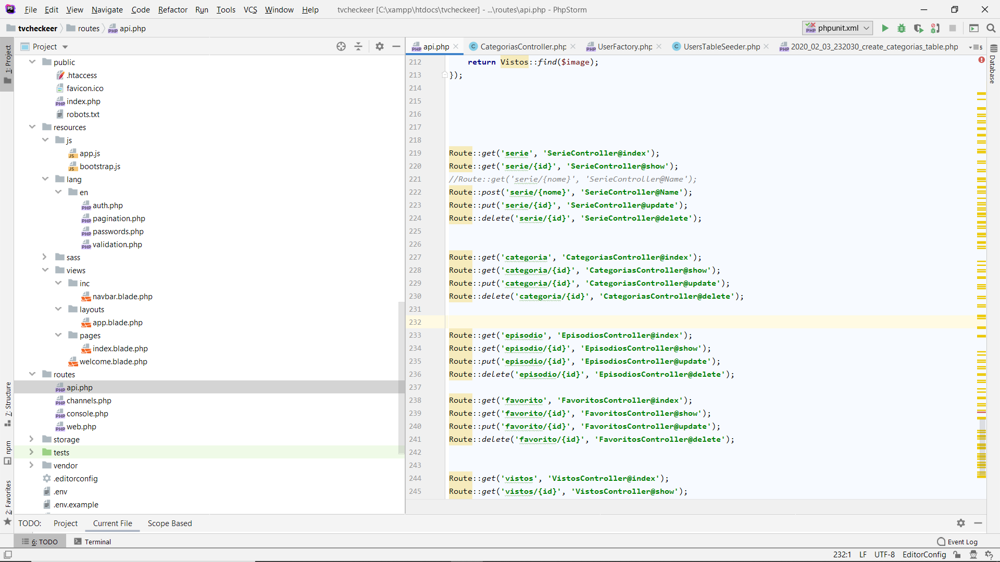 File Edit View Navigate Code Refactor Run Tools VCS Window Help tvcheckeer [C:\xampp\htdocs\tvcheckeer] - ...\routes\api.php - PhpStorm
tvcheckeer routes api.php phpunit.xml
1: Project
7: Structure
npm
2: Favorites
Project
public
.htaccess
favicon.ico
index.php
robots.txt
resources
js
app.js
bootstrap.js
lang
en
auth.php
pagination.php
passwords.php
validation.php
sass
views
inc
navbar.blade.php
layouts
app.blade.php
pages
index.blade.php
welcome.blade.php
routes
api.php
channels.php
console.php
web.php
storage
tests
vendor
.editorconfig
.env
.env.example
api.php CategoriasController.php UserFactory.php UsersTableSeeder.php 2020_02_03_232030_create_categorias_table.php 5
212 return Vistos::find($image);
213 });
214
215
216
217
218
219 Route::get('serie', 'SerieController@index');
220 Route::get('serie/{id}', 'SerieController@show');
221 //Route::get('serie/{nome}', 'SerieController@Name');
222 Route::post('serie/{nome}', 'SerieController@Name');
223 Route::put('serie/{id}', 'SerieController@update');
224 Route::delete('serie/{id}', 'SerieController@delete');
225
226
227 Route::get('categoria', 'CategoriasController@index');
228 Route::get('categoria/{id}', 'CategoriasController@show');
229 Route::put('categoria/{id}', 'CategoriasController@update');
230 Route::delete('categoria/{id}', 'CategoriasController@delete');
231
232
233 Route::get('episodio', 'EpisodiosController@index');
234 Route::get('episodio/{id}', 'EpisodiosController@show');
235 Route::put('episodio/{id}', 'EpisodiosController@update');
236 Route::delete('episodio/{id}', 'EpisodiosController@delete');
237
238 Route::get('favorito', 'FavoritosController@index');
239 Route::get('favorito/{id}', 'FavoritosController@show');
240 Route::put('favorito/{id}', 'FavoritosController@update');
241 Route::delete('favorito/{id}', 'FavoritosController@delete');
242
243
244 Route::get('vistos', 'VistosController@index');
245 Route::get('vistos/{id}', 'VistosController@show');
Database
TODO: Project Current File Scope Based
6: TODO Terminal Event Log
232:1 LF UTF-8 EditorConfig